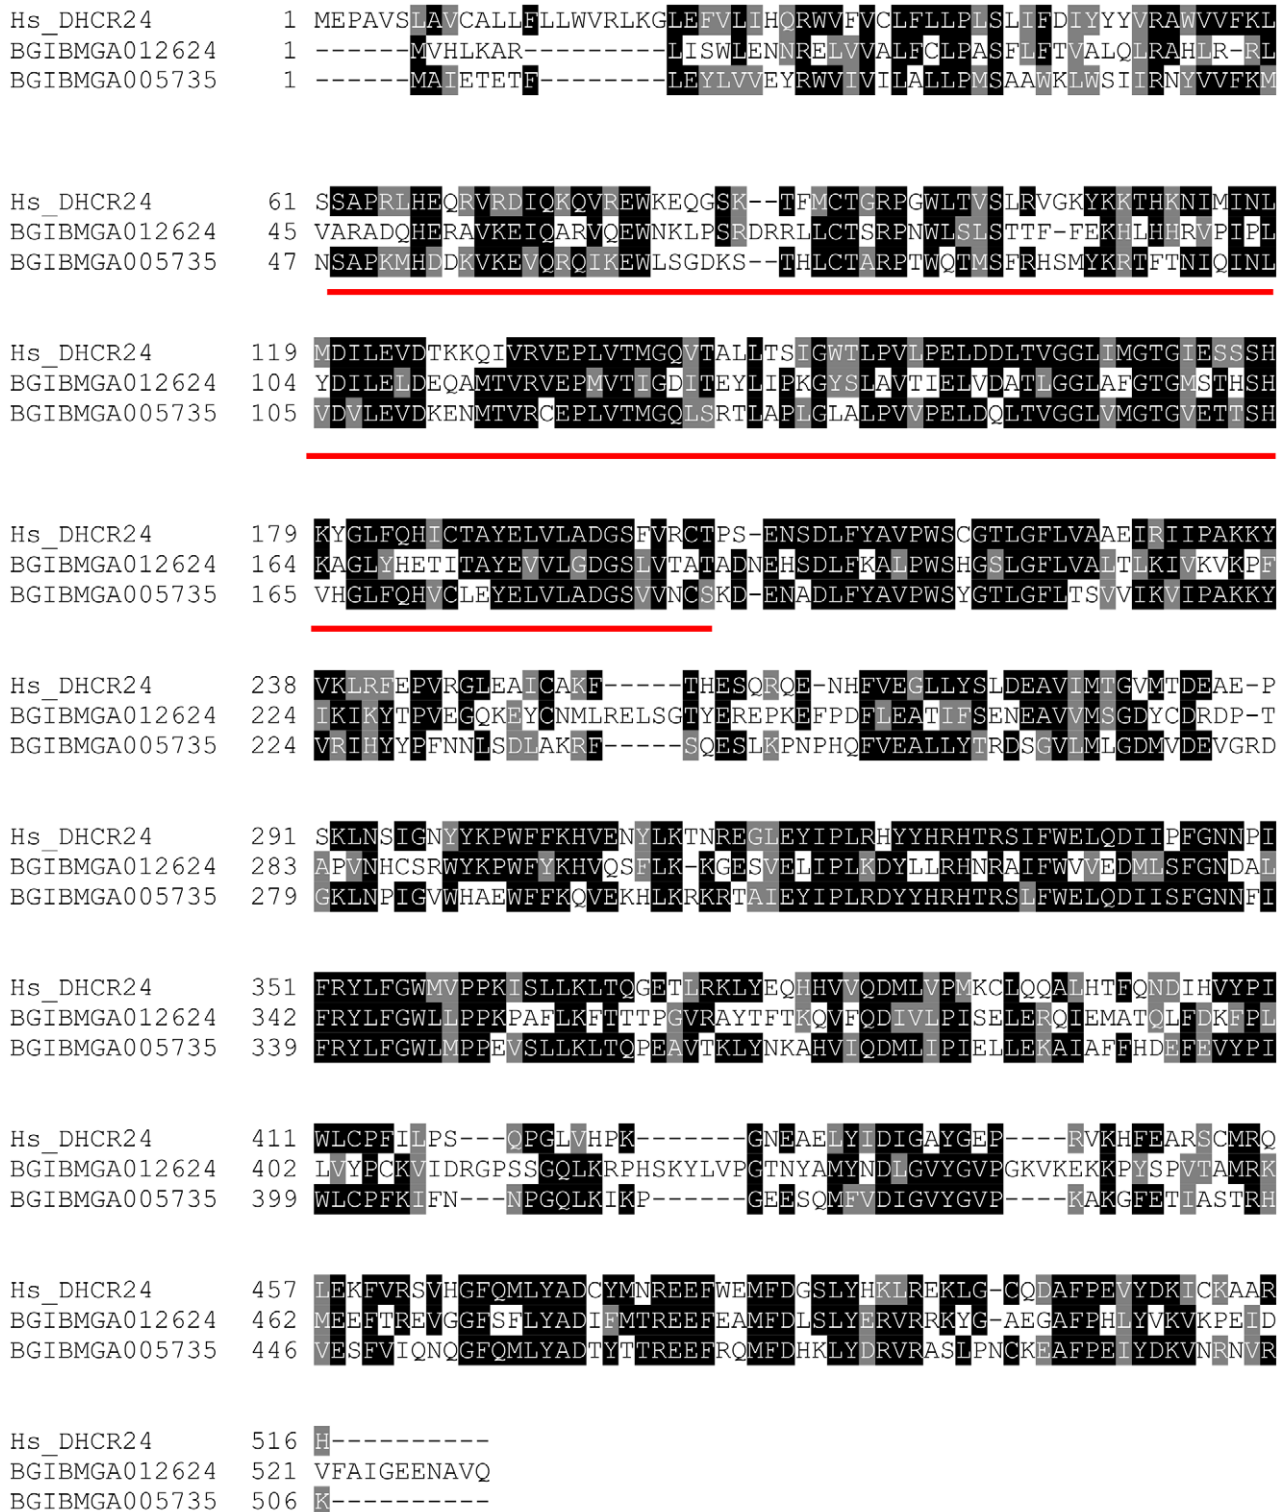 Hs_DHCR24 1 MEPAVSLAVCALLFLLWVRLKGLEFVLIHQRWVFVCLFLLPLSLIFDIYYYVRAWVVFKL
BGIBMGA012624 1 ------MVHLKAR---------LISWLENNRELVVALFCLPASFLFTVALQLRAHLR-RL
BGIBMGA005735 1 ------MAIETETF--------LEYLVVEYRWVIVILALLPMSAAWKLWSIIRNYVVFKM
Hs_DHCR24 61 SSAPRLHEQRVRDIQKQVREWKEQGSK--TFMCTGRPGWLTVSLRVGKYKKTHKNIMINL
BGIBMGA012624 45 VARADQHERAVKEIQARVQEWNKLPSRDRRLLCTSRPNWLSLSTTF-FEKHLHHRVPIPL
BGIBMGA005735 47 NSAPKMHDDKVKEVQRQIKEWLSGDKS--THLCTARPTWQTMSFRHSMYKRTFTNIQINL
Hs_DHCR24 119 MDILEVDTKKQIVRVEPLVTMGQVTALLTSIGWTLPVLPELDDLTVGGLIMGTGIESSSH
BGIBMGA012624 104 YDILELDEQAMTVRVEPMVTIGDITEYLIPKGYSLAVTIELVDATLGGLAFGTGMSTHSH
BGIBMGA005735 105 VDVLEVDKENMTVRCEPLVTMGQLSRTLAPLGLALPVVPELDQLTVGGLVMGTGVETTSH
Hs_DHCR24 179 KYGLFQHICTAYELVLADGSFVRCTPS-ENSDLFYAVPWSCGTLGFLVAAEIRIIPAKKY
BGIBMGA012624 164 KAGLYHETITAYEVVLGDGSLVTATADNEHSDLFKALPWSHGSLGFLVALTLKIVKVKPF
BGIBMGA005735 165 VHGLFQHVCLEYELVLADGSVVNCSKD-ENADLFYAVPWSYGTLGFLTSVVIKVIPAKKY
Hs_DHCR24 238 VKLRFEPVRGLEAICAKF-----THESQRQE-NHFVEGLLYSLDEAVIMTGVMTDEAE-P
BGIBMGA012624 224 IKIKYTPVEGQKEYCNMLRELSGTYEREPKEFPDFLEATIFSENEAVVMSGDYCDRDP-T
BGIBMGA005735 224 VRIHYYPFNNLSDLAKRF-----SQESLKPNPHQFVEALLYTRDSGVLMLGDMVDEVGRD
Hs_DHCR24 291 SKLNSIGNYYKPWFFKHVENYLKTNREGLEYIPLRHYYHRHTRSIFWELQDIIPFGNNPI
BGIBMGA012624 283 APVNHCSRWYKPWFYKHVQSFLK-KGESVELIPLKDYLLRHNRAIFWVVEDMLSFGNDAL
BGIBMGA005735 279 GKLNPIGVWHAEWFFKQVEKHLKRKRTAIEYIPLRDYYHRHTRSLFWELQDIISFGNNFI
Hs_DHCR24 351 FRYLFGWMVPPKISLLKLTQGETLRKLYEQHHVVQDMLVPMKCLQQALHTFQNDIHVYPI
BGIBMGA012624 342 FRYLFGWLLPPKPAFLKFTTTPGVRAYTFTKQVFQDIVLPISELERQIEMATQLFDKFPL
BGIBMGA005735 339 FRYLFGWLMPPEVSLLKLTQPEAVTKLYNKAHVIQDMLIPIELLEKAIAFFHDEFEVYPI
Hs_DHCR24 411 WLCPFILPS---QPGLVHPK-------GNEAELYIDIGAYGEP----RVKHFEARSCMRQ
BGIBMGA012624 402 LVYPCKVIDRGPSSGQLKRPHSKYLVPGTNYAMYNDLGVYGVPGKVKEKKPYSPVTAMRK
BGIBMGA005735 399 WLCPFKIFN---NPGQLKIKP------GEESQMFVDIGVYGVP----KAKGFETIASTRH
Hs_DHCR24 457 LEKFVRSVHGFQMLYADCYMNREEFWEMFDGSLYHKLREKLG-CQDAFPEVYDKICKAAR
BGIBMGA012624 462 MEEFTREVGGFSFLYADIFMTREEFEAMFDLSLYERVRRKYG-AEGAFPHLYVKVKPEID
BGIBMGA005735 446 VESFVIQNQGFQMLYADTYTTREEFRQMFDHKLYDRVRASLPNCKEAFPEIYDKVNRNVR
Hs_DHCR24 516 H----------
BGIBMGA012624 521 VFAIGEENAVQ
BGIBMGA005735 506 K----------